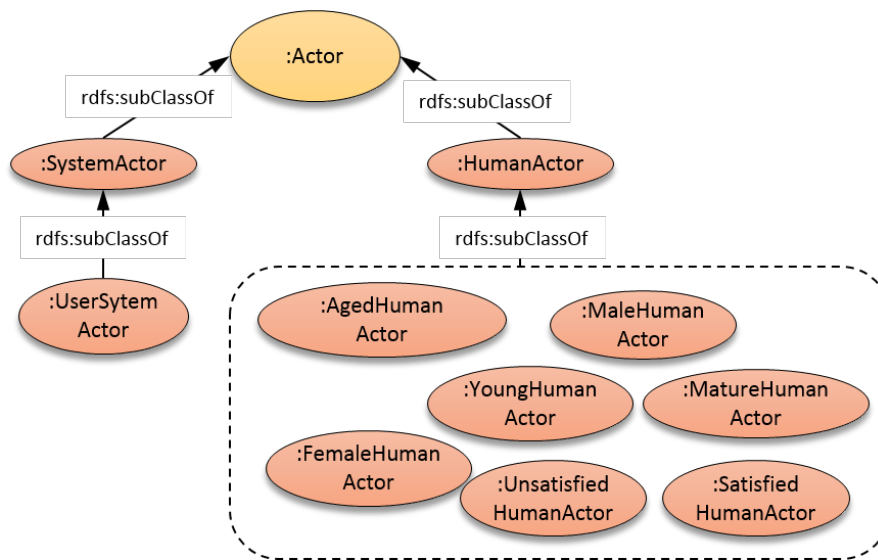 :Actor
rdfs:subClassOf
rdfs:subClassOf
:SystemActor
:HumanActor
rdfs:subClassOf
rdfs:subClassOf
:UserSytem
Actor
:AgedHuman
Actor
:MaleHuman
Actor
:YoungHuman
Actor
:MatureHuman
Actor
:FemaleHuman
Actor
:Unsatisfied
HumanActor
:Satisfied
HumanActor